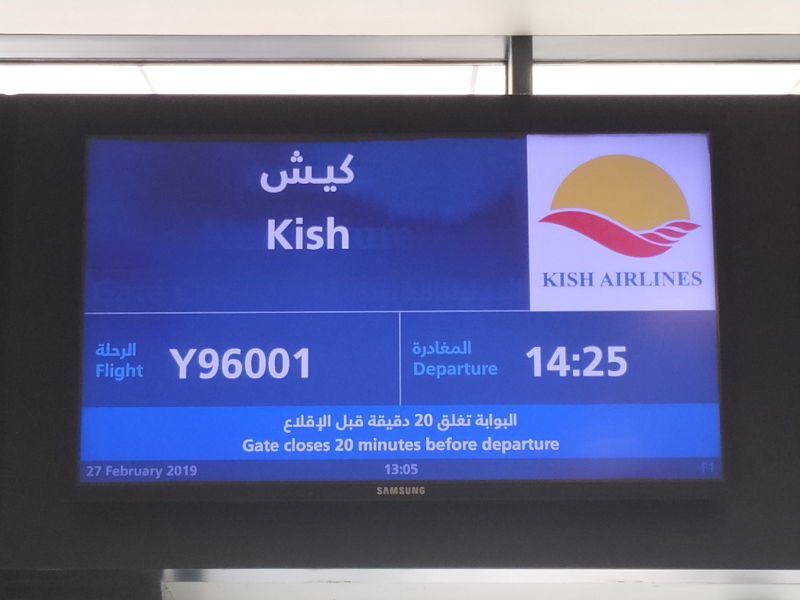 كيش
Kish
KISH AIRLINES
الرحلة
Flight
Y96001
المغادرة
Departure
14:25
البوابة تغلق 20 دقيقة قبل الإقلاع
Gate closes 20 minutes before departure
27 February 2019
13:05
F1
SAMSUNG